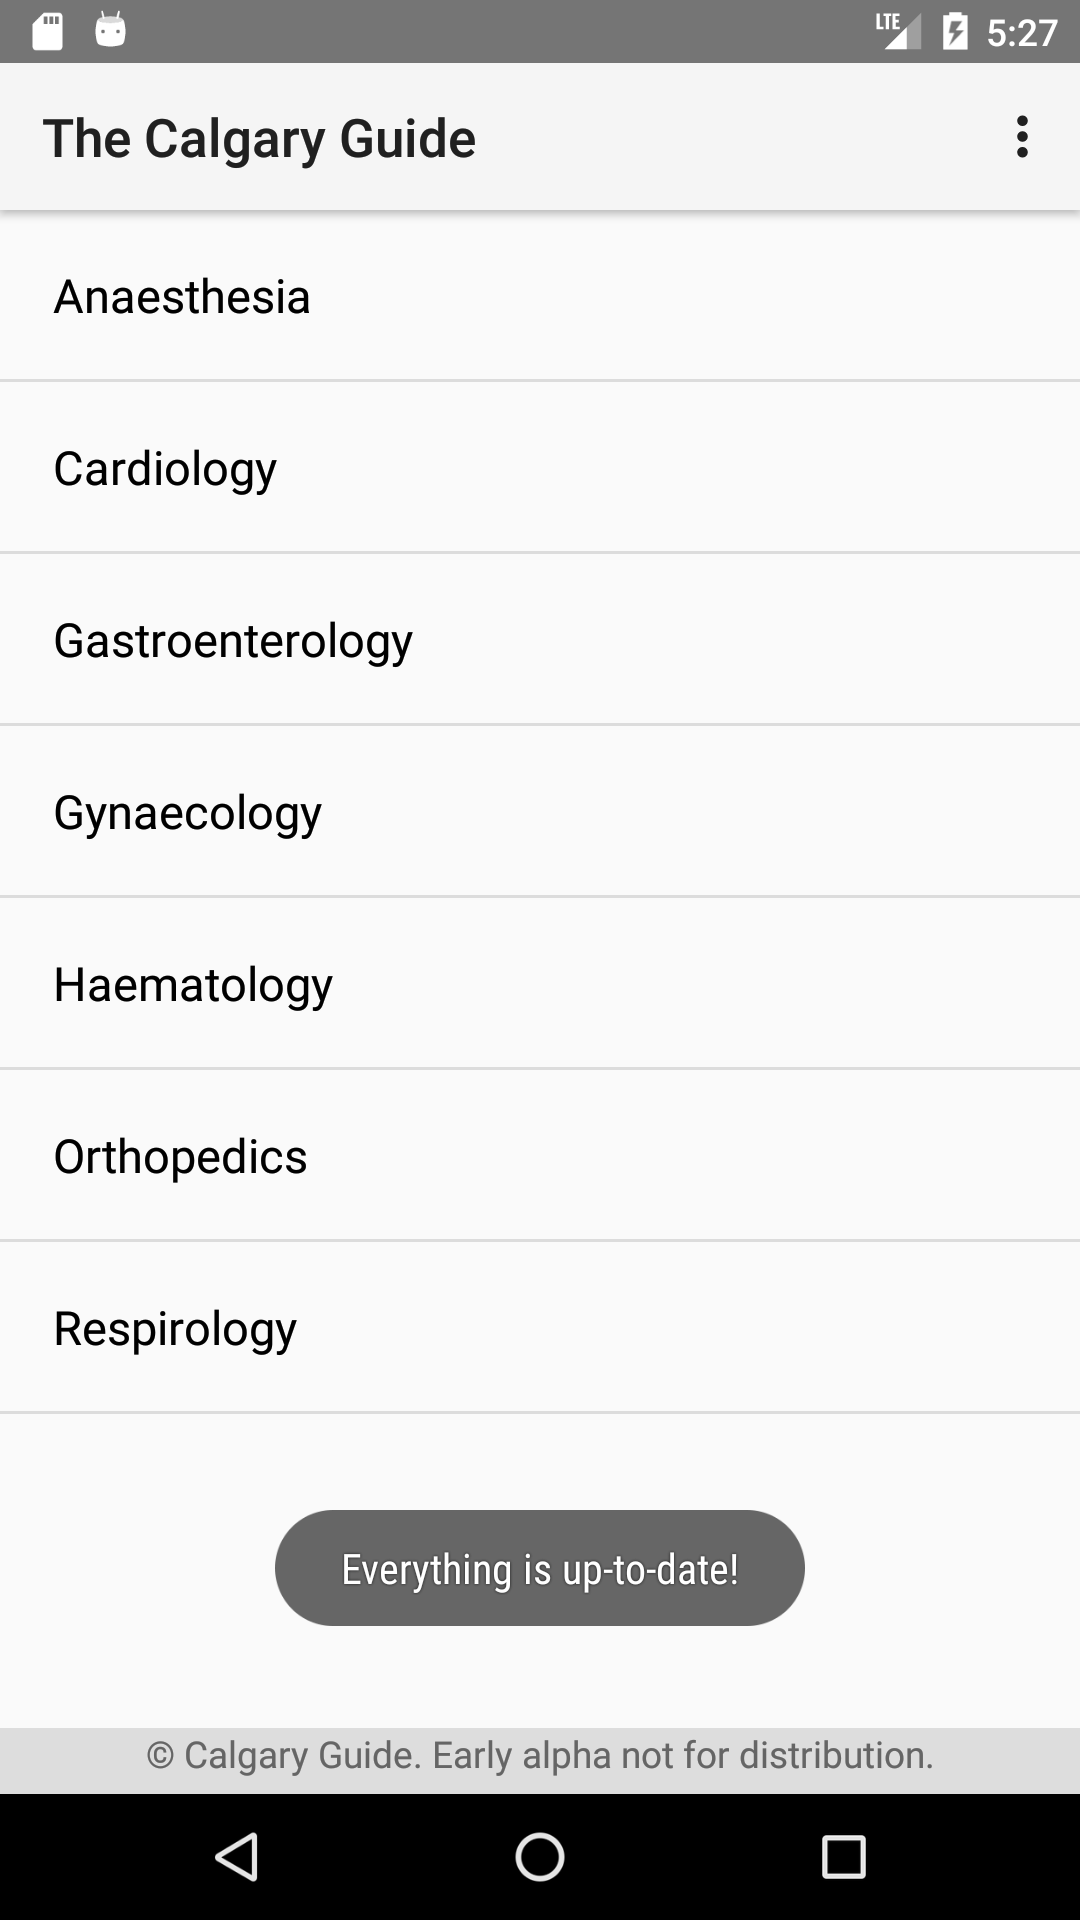 LTE 5:27
The Calgary Guide
Anaesthesia
Cardiology
Gastroenterology
Gynaecology
Haematology
Orthopedics
Respirology
Everything is up-to-date!
© Calgary Guide. Early alpha not for distribution.